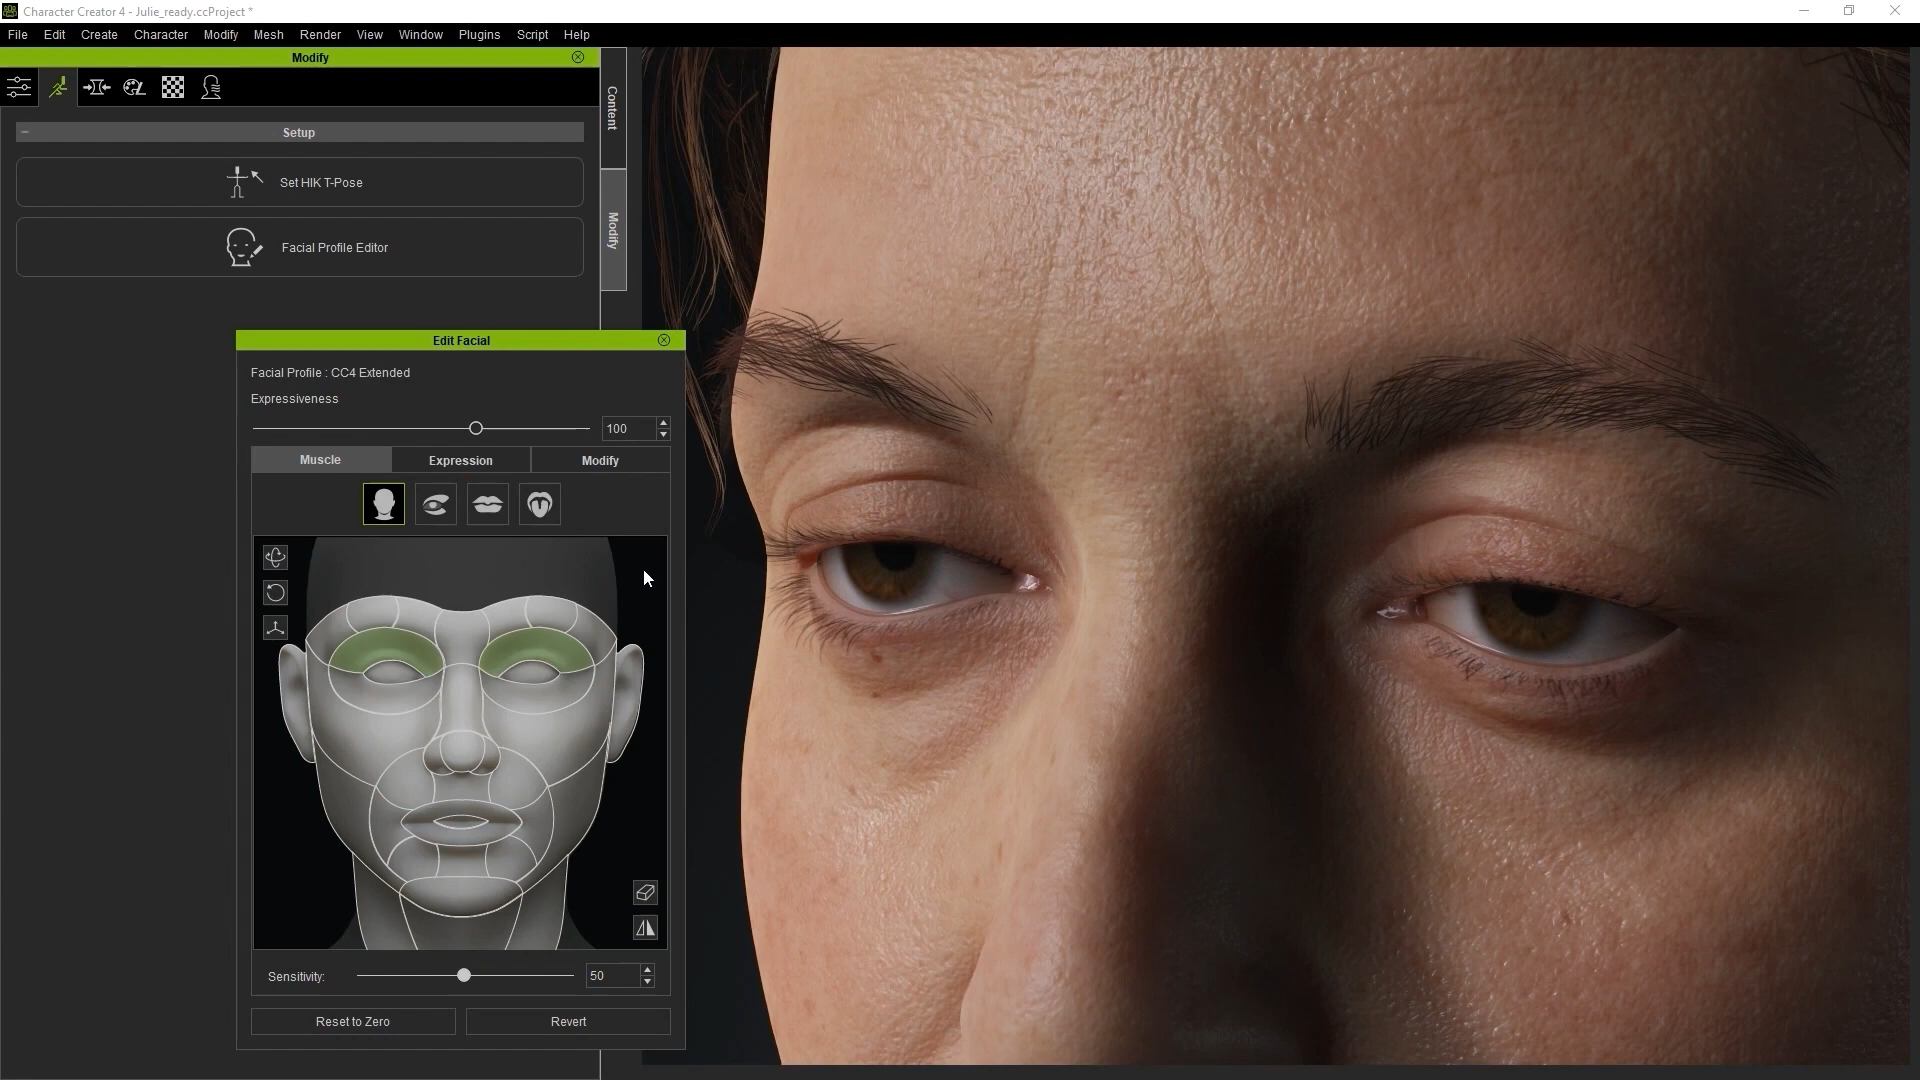 Character Creator 4 - Julie_ready.ccProject *
File Edit Create Character Modify Mesh Render View Window Plugins Script Help
Modify
Content
Modify
Setup
Set HIK T-Pose
Facial Profile Editor
Edit Facial
Facial Profile : CC4 Extended
Expressiveness
100
Muscle Expression Modify
Sensitivity: 50
Reset to Zero Revert